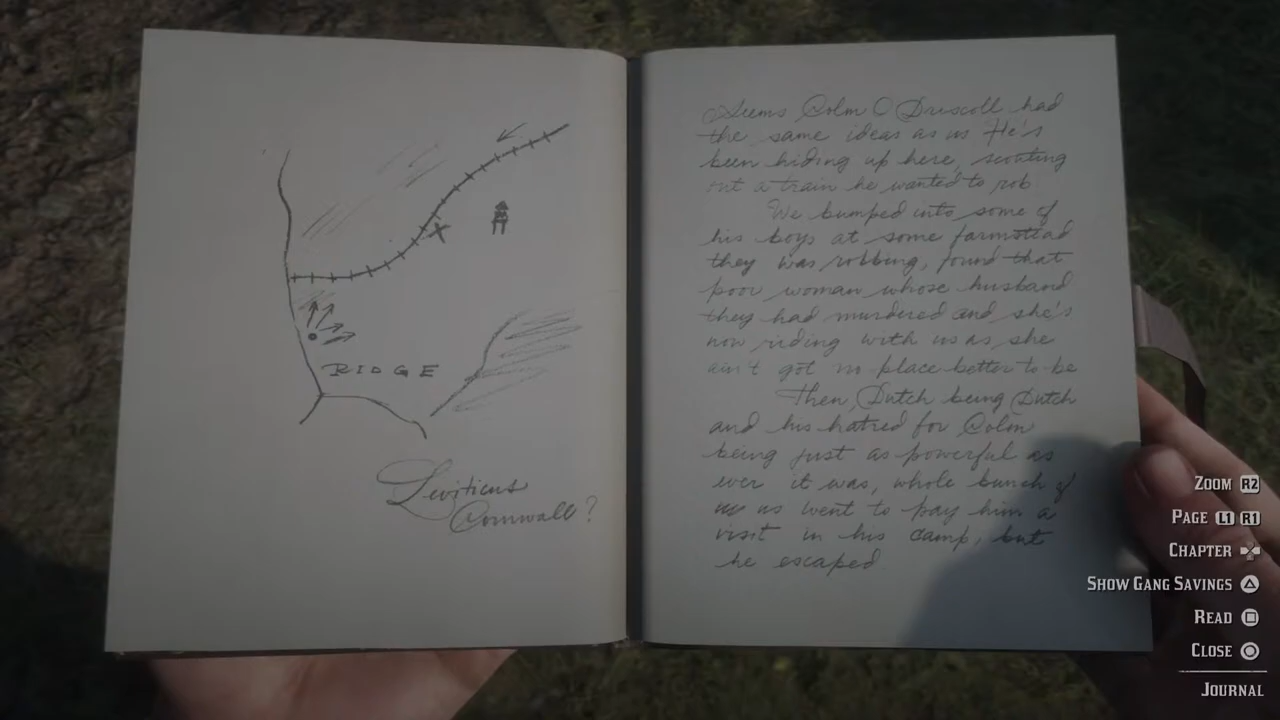 RIDGE
Leviticus
Cornwall?
Seems Colm O Driscoll had
the same ideas as us He's
been hiding up here, scouting
out a train he wanted to rob
We bumped into some of
his boys at some farmstead
they was robbing, found that
poor woman whose husband
they had murdered and she's
now riding with us as she
ain't got no place better to be
Then, Dutch being Dutch
and his hatred for Colm
being just as powerful as
ever it was, whole bunch of
us went to pay him a
visit in his camp, but
he escaped
ZOOM R2
PAGE L1 R1
CHAPTER
SHOW GANG SAVINGS
READ
CLOSE
JOURNAL